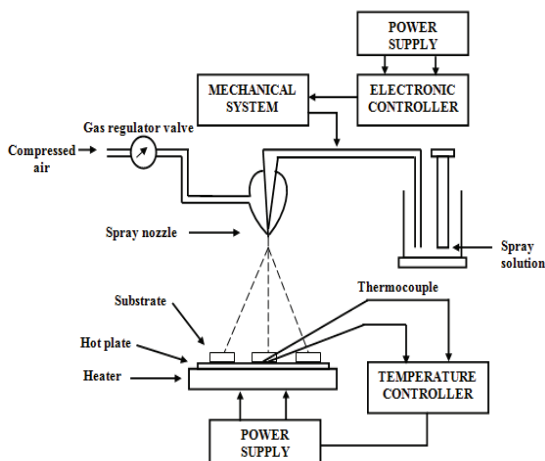 POWER
SUPPLY
MECHANICAL
SYSTEM
ELECTRONIC
CONTROLLER
Gas regulator valve
Compressed
air
Spray nozzle
Spray
solution
Thermocouple
Substrate
Hot plate
Heater
TEMPERATURE
CONTROLLER
POWER
SUPPLY